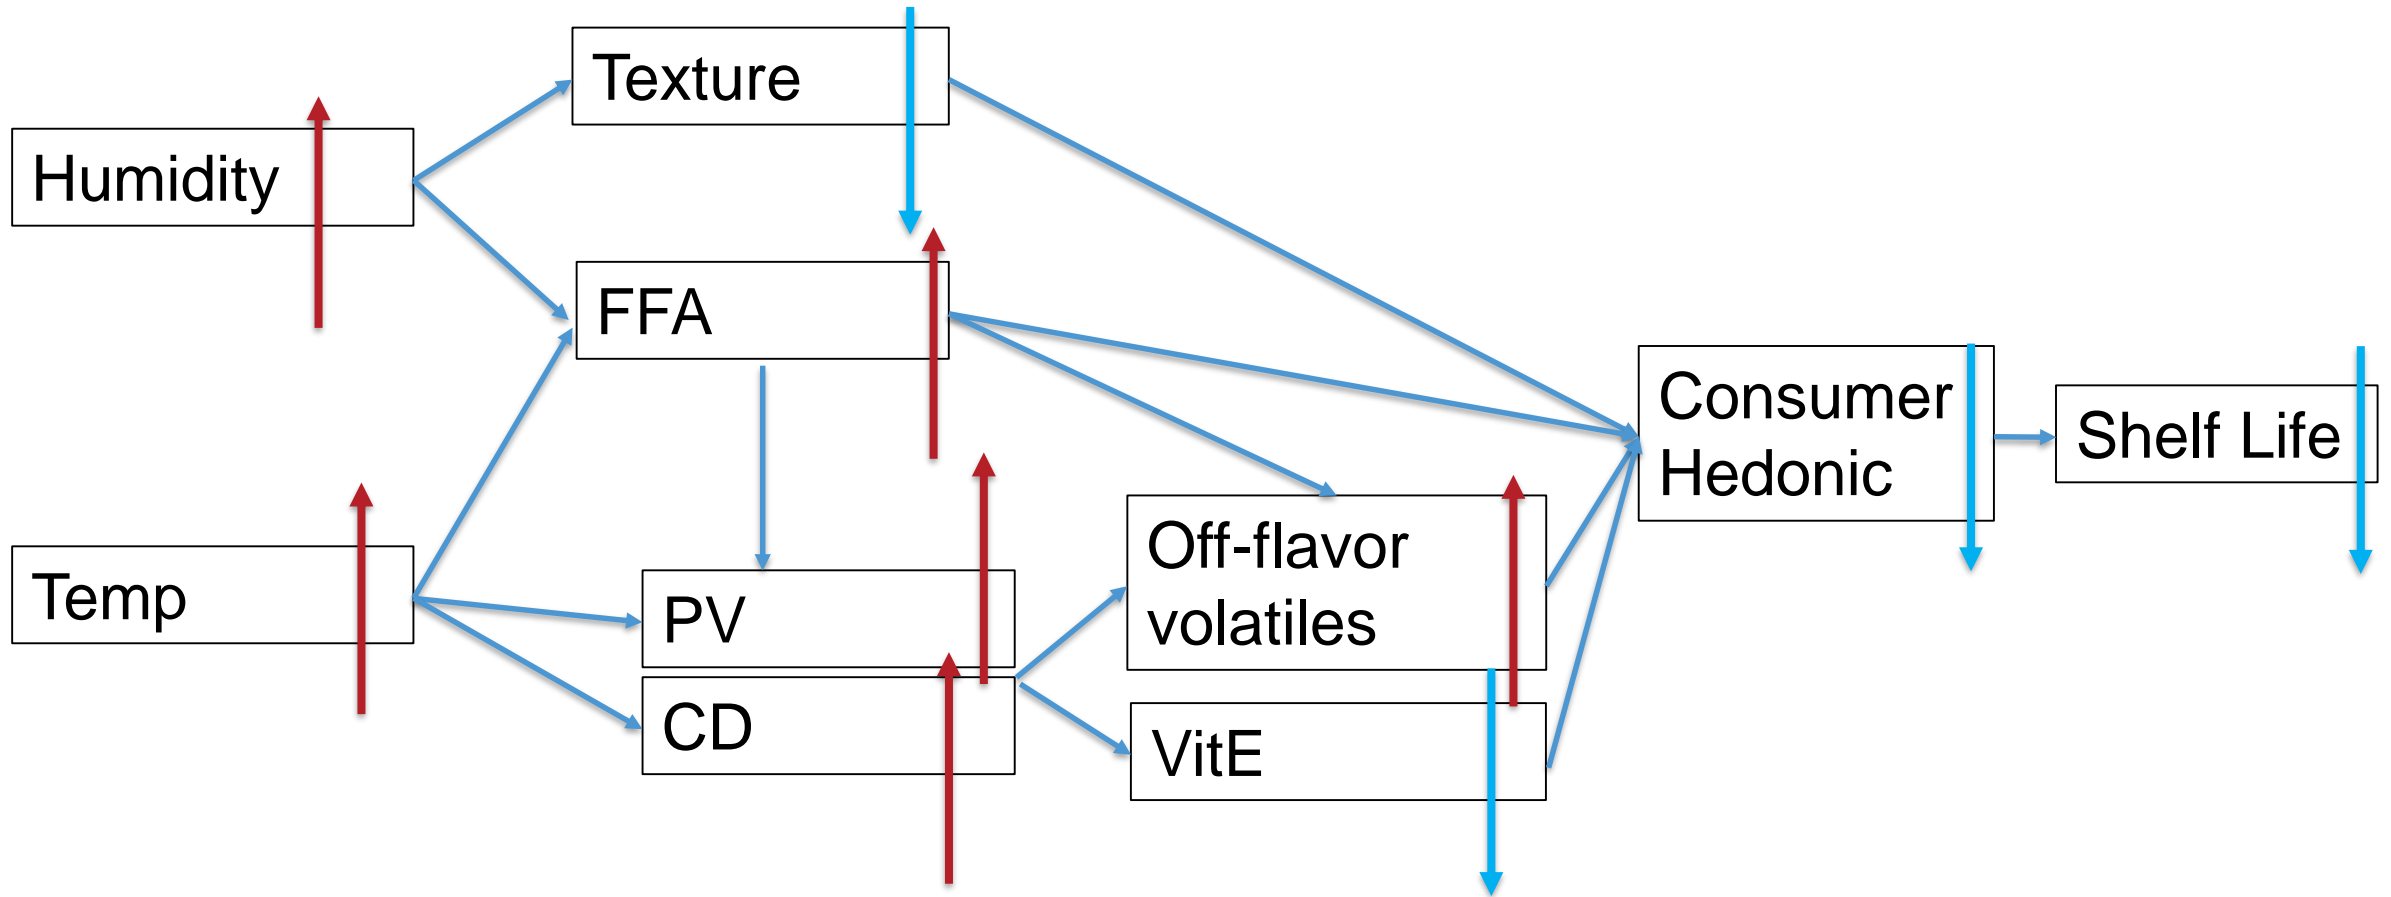 Texture
Humidity
FFA
Consumer
Hedonic
Shelf Life
Temp
PV
CD
Off-flavor
volatiles
VitE